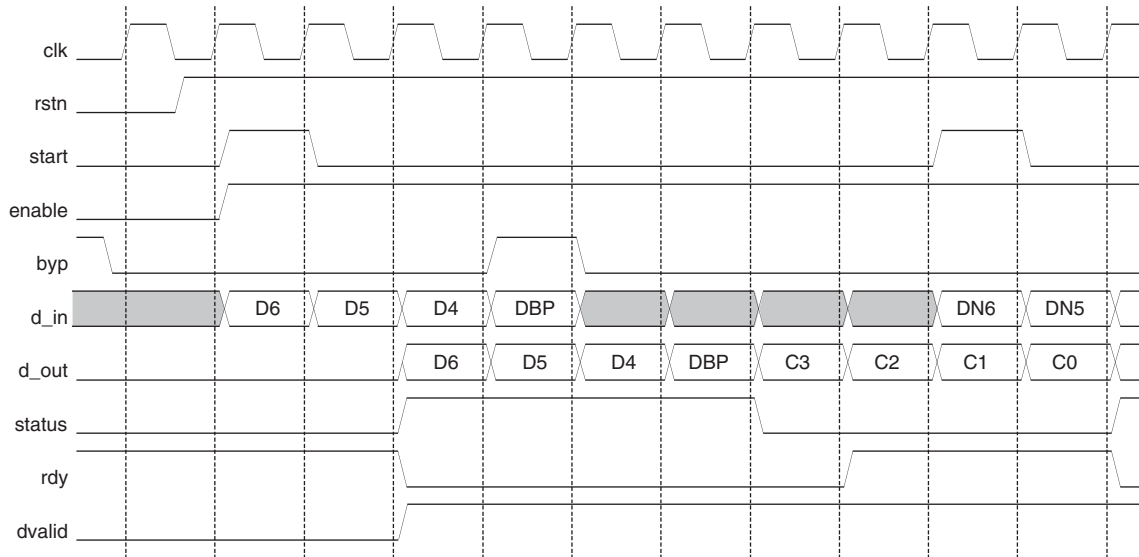 clk
rstn
start
enable
byp
d_in D6 D5 D4 DBP DN6 DN5
d_out D6 D5 D4 DBP C3 C2 C1 C0
status
rdy
dvalid